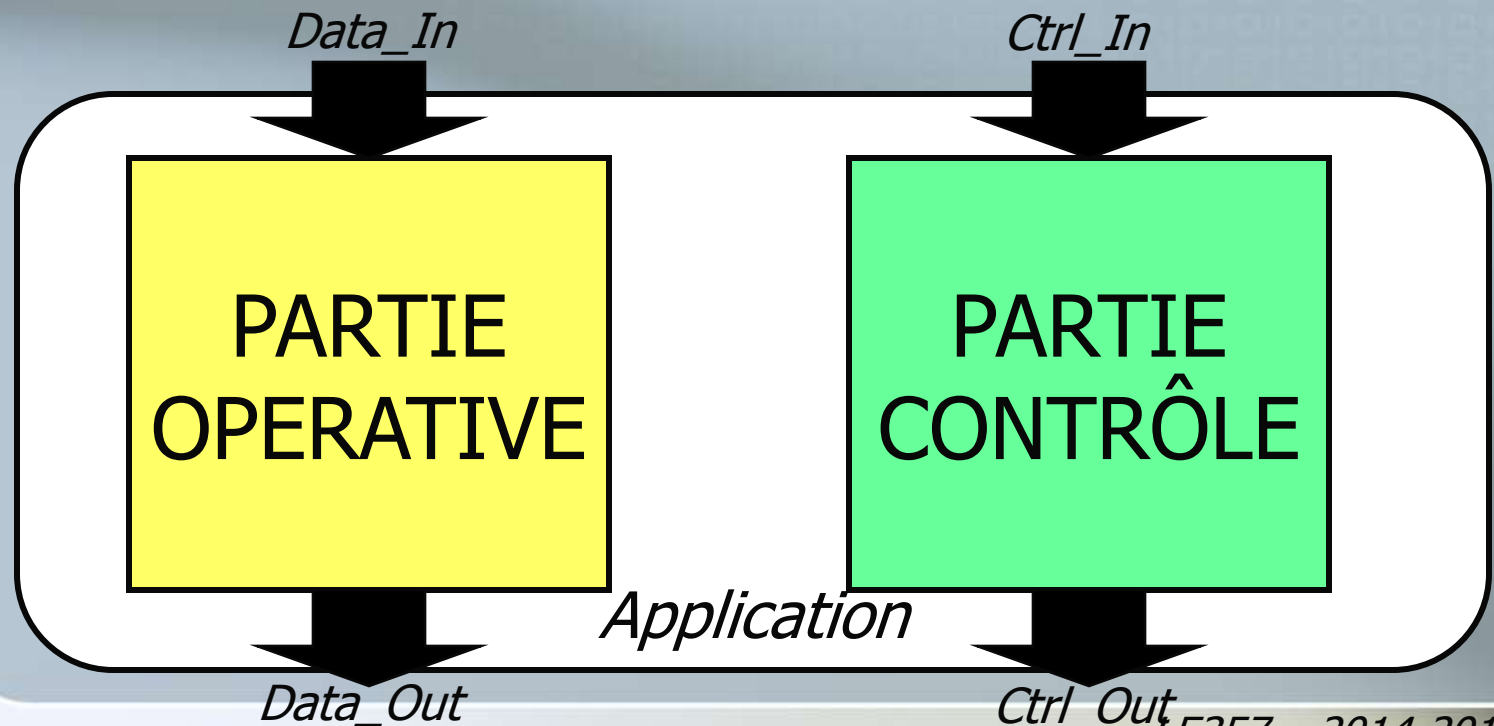 Data_In
Ctrl_In
PARTIE
OPERATIVE
PARTIE
CONTRÔLE
Application
Data_Out
Ctrl_Out